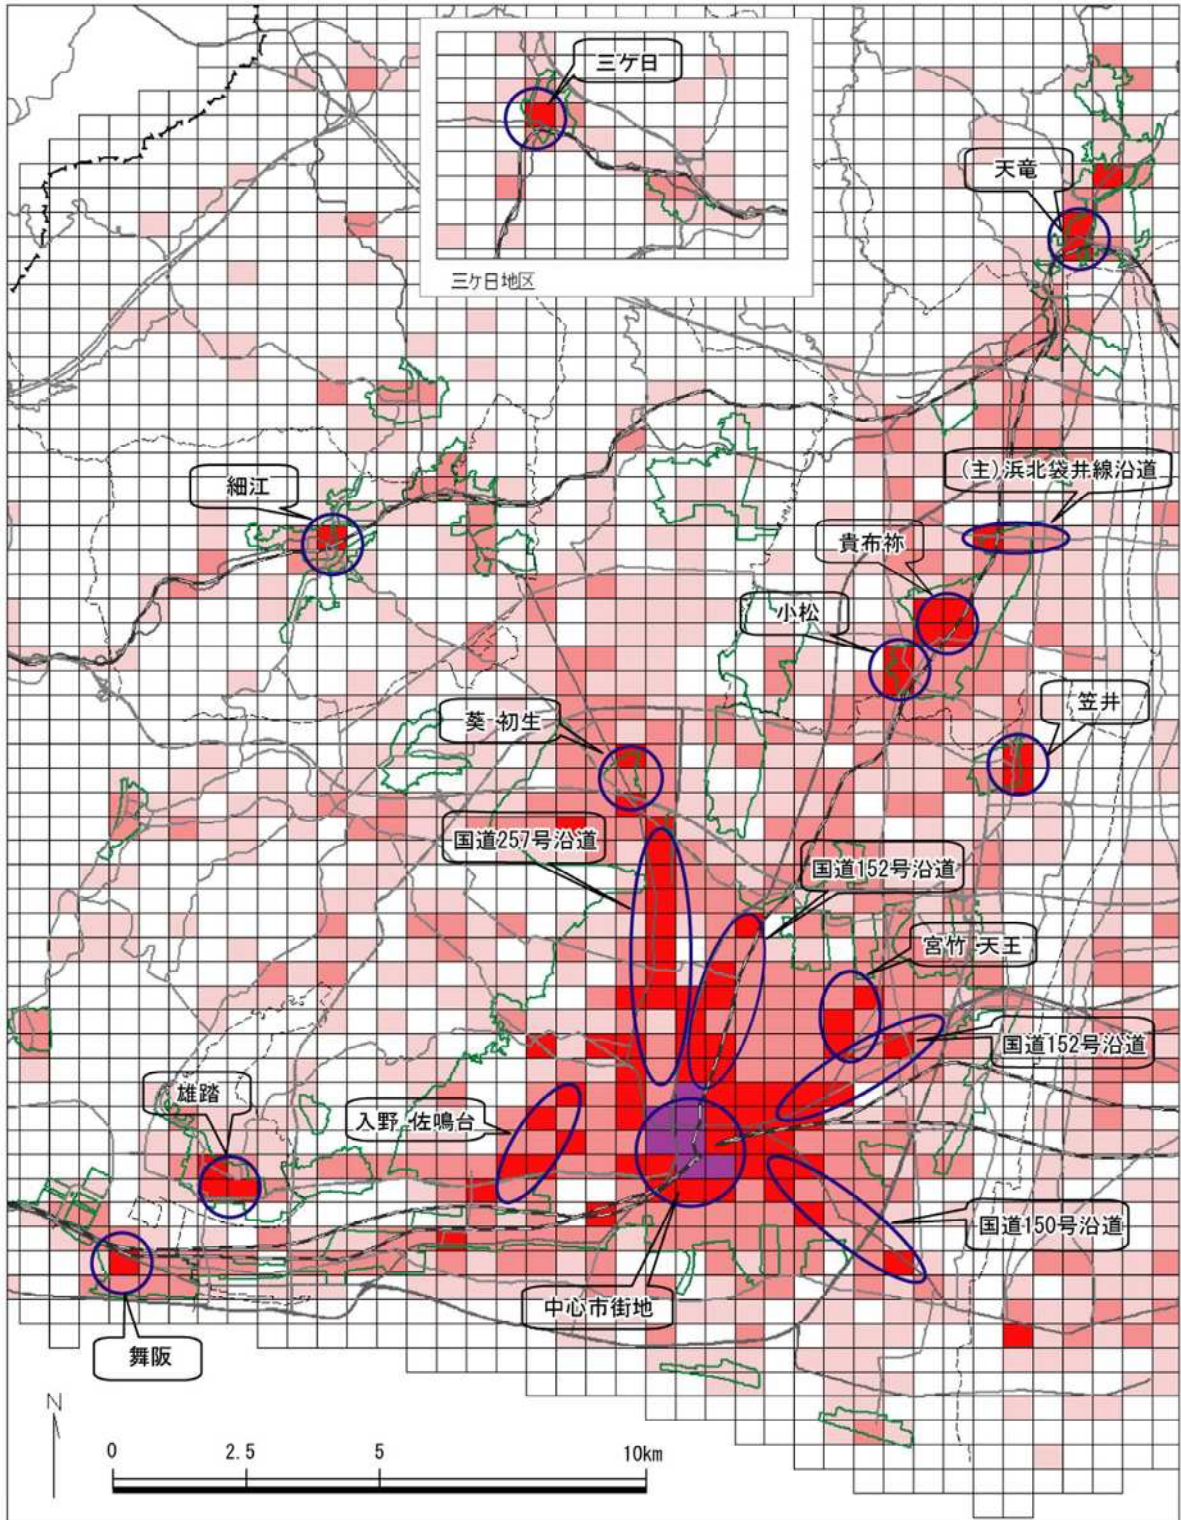 三ケ日
三ケ日地区
天竜
(主)浜北袋井線沿道
細江
貴布祢
小松
笠井
葵・初生
国道257号沿道
国道152号沿道
宮竹・天王
国道152号沿道
雄踏
入野・佐鳴台
国道150号沿道
中心市街地
舞阪
N
0 2.5 5 10km